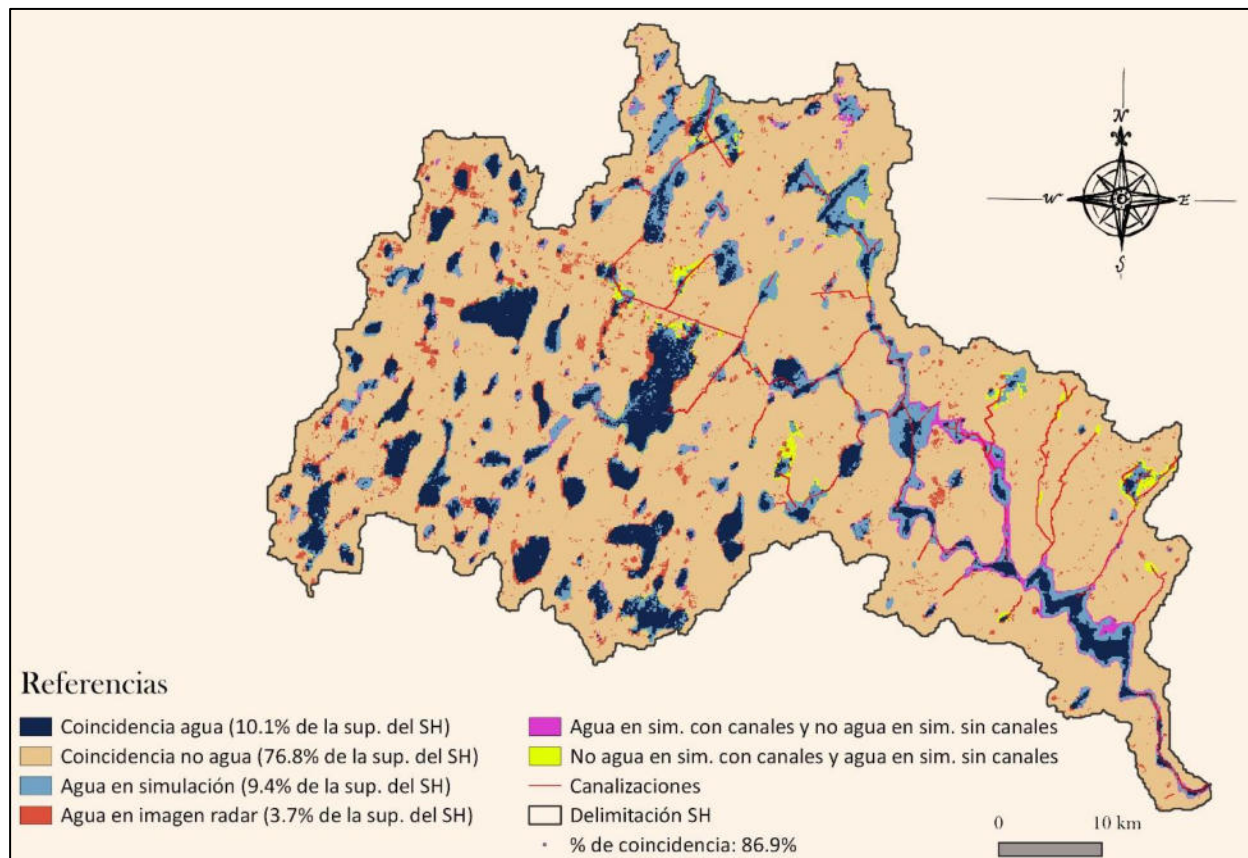 N
W
E
S
Referencias
Coincidencia agua (10.1% de la sup. del SH)
Coincidencia no agua (76.8% de la sup. del SH)
Agua en simulación (9.4% de la sup. del SH)
Agua en imagen radar (3.7% de la sup. del SH)
Agua en sim. con canales y no agua en sim. sin canales
No agua en sim. con canales y agua en sim. sin canales
Canalizaciones
Delimitación SH
% de coincidencia: 86.9%
0 10 km